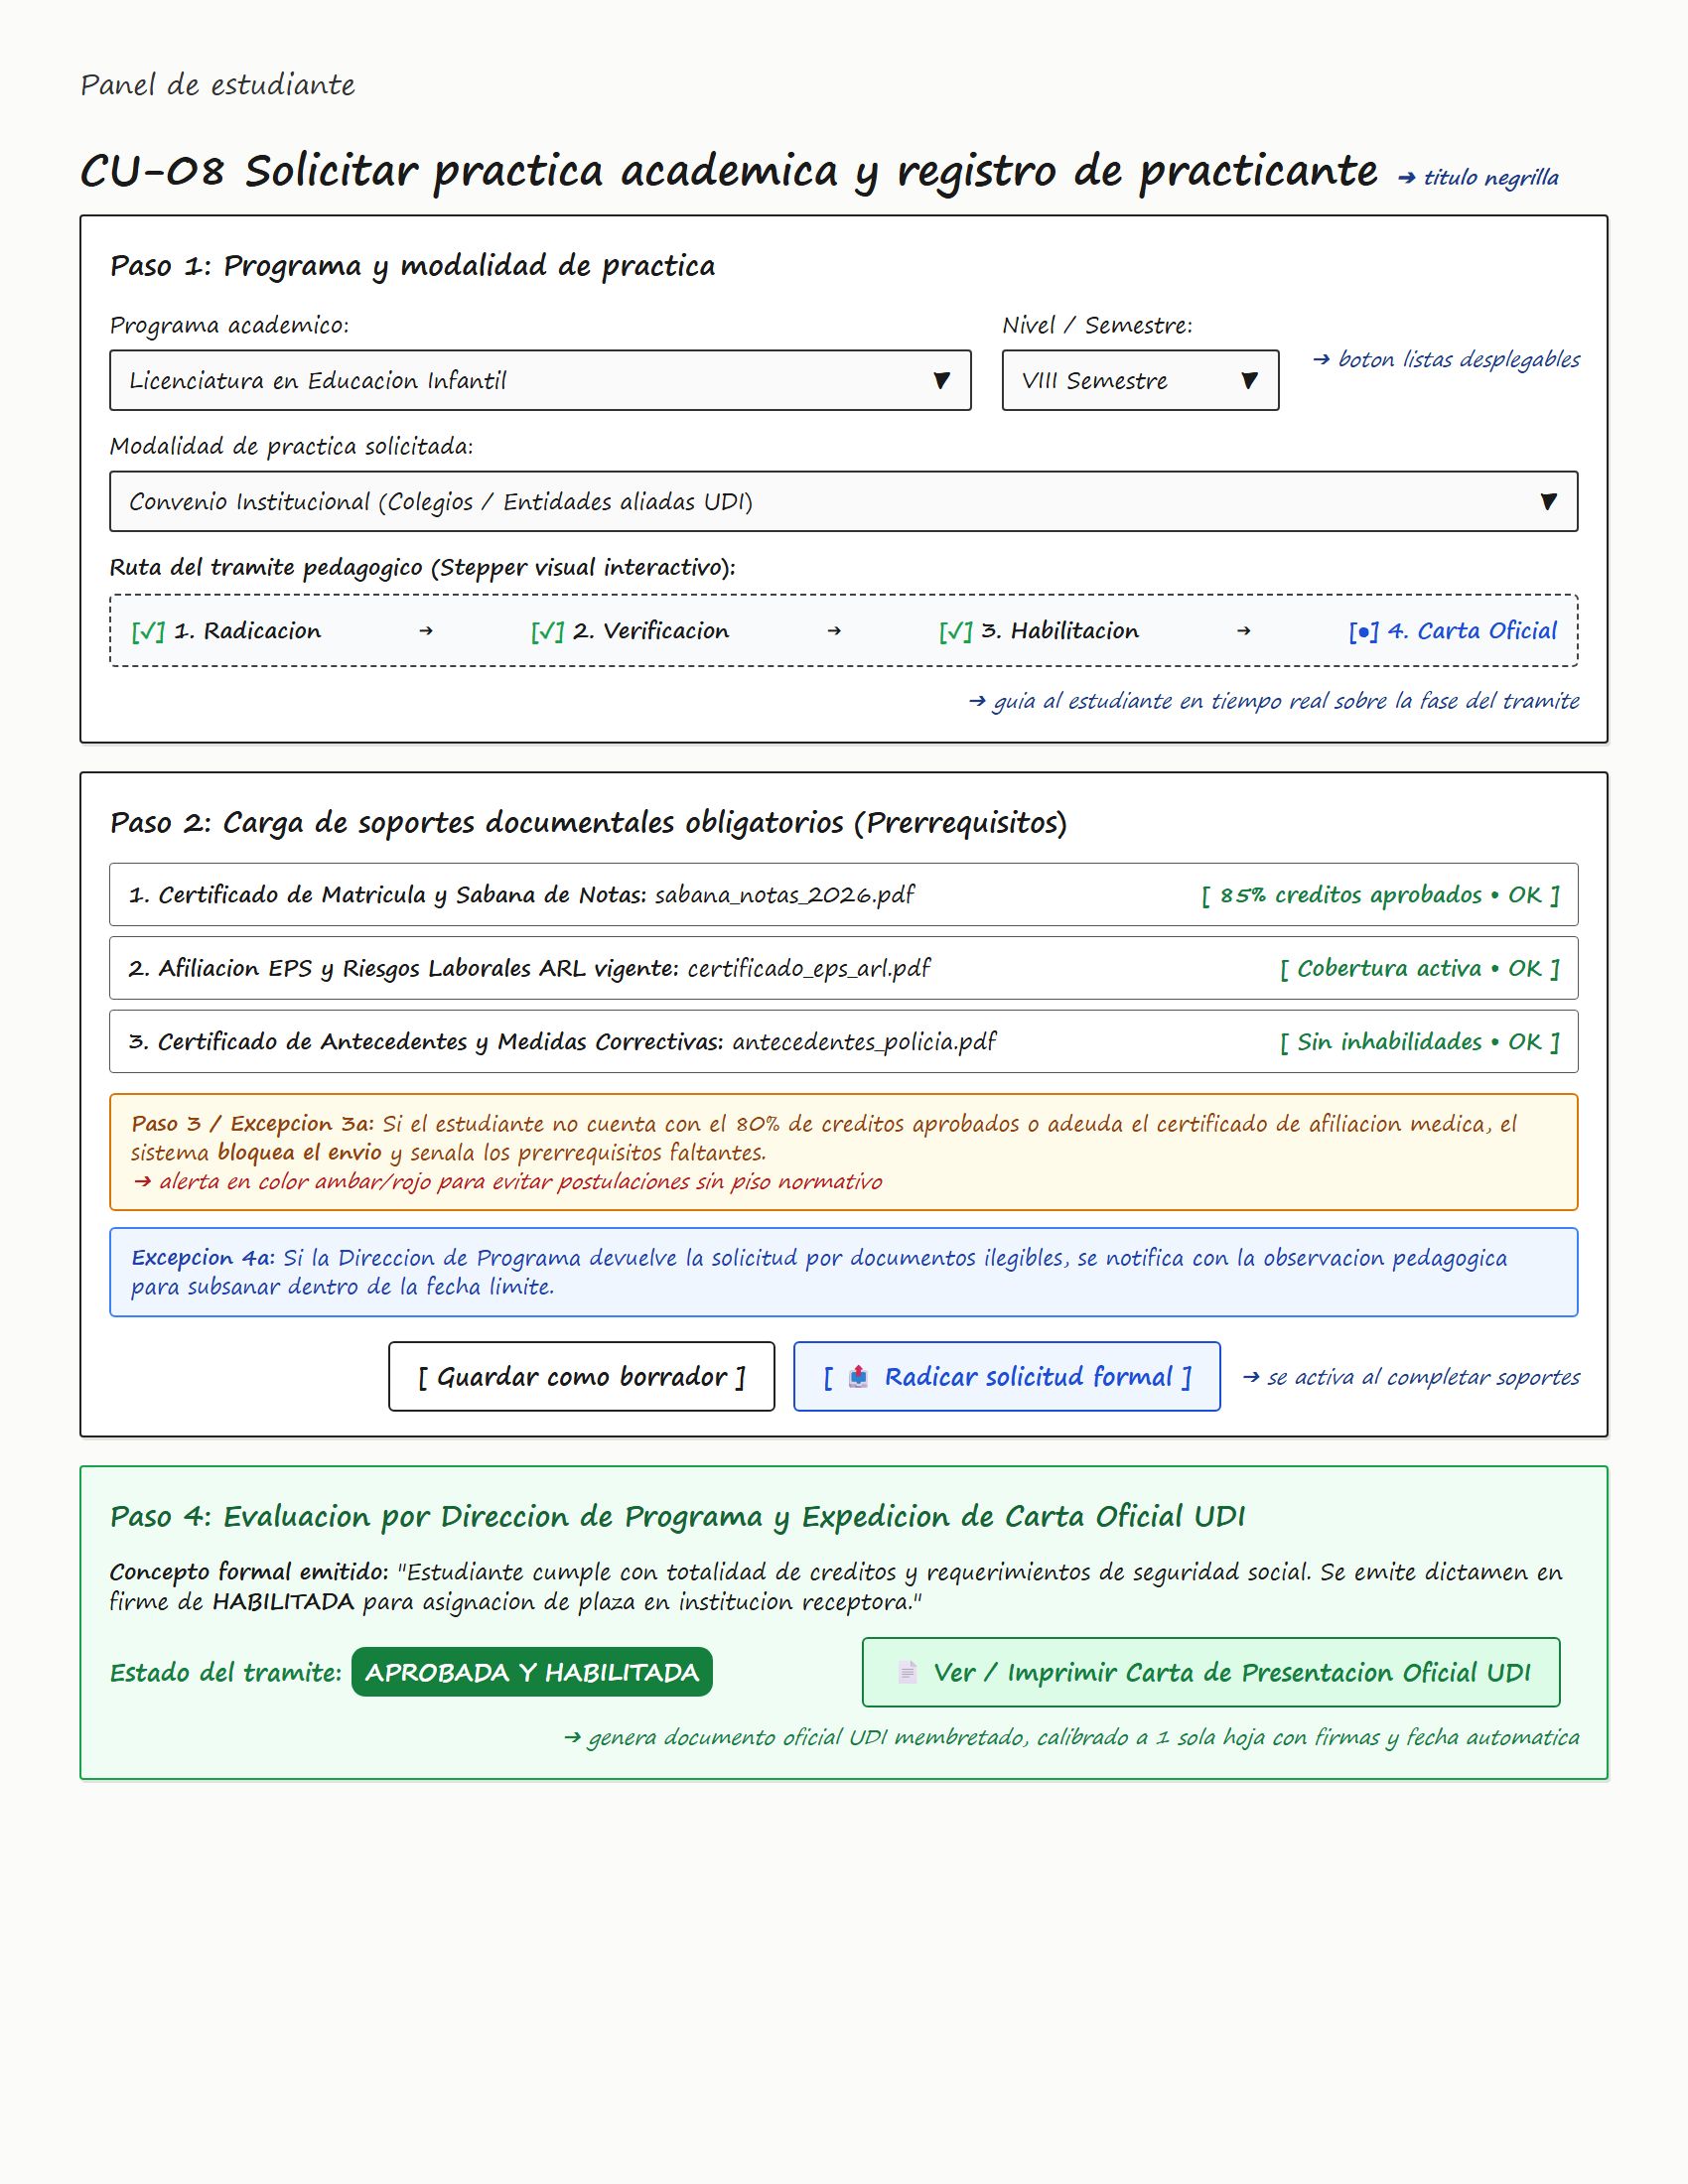 Panel de estudiante
CU-08 Solicitar practica academica y registro de practicante ➔ titulo negrilla
Paso 1: Programa y modalidad de practica
Programa academico:
Nivel / Semestre:
Licenciatura en Educacion Infantil ▼
VIII Semestre ▼
➔ boton listas desplegables
Modalidad de practica solicitada:
Convenio Institucional (Colegios / Entidades aliadas UDI) ▼
Ruta del tramite pedagogico (Stepper visual interactivo):
[✓] 1. Radicacion ➔ [✓] 2. Verificacion ➔ [✓] 3. Habilitacion ➔ [●] 4. Carta Oficial
➔ guia al estudiante en tiempo real sobre la fase del tramite
Paso 2: Carga de soportes documentales obligatorios (Prerrequisitos)
1. Certificado de Matricula y Sabana de Notas: sabana_notas_2026.pdf [ 85% creditos aprobados • OK ]
2. Afiliacion EPS y Riesgos Laborales ARL vigente: certificado_eps_arl.pdf [ Cobertura activa • OK ]
3. Certificado de Antecedentes y Medidas Correctivas: antecedentes_policia.pdf [ Sin inhabilidades • OK ]
Paso 3 / Excepcion 3a: Si el estudiante no cuenta con el 80% de creditos aprobados o adeuda el certificado de afiliacion medica, el
sistema bloquea el envio y senala los prerrequisitos faltantes.
➔ alerta en color ambar/rojo para evitar postulaciones sin piso normativo
Excepcion 4a: Si la Direccion de Programa devuelve la solicitud por documentos ilegibles, se notifica con la observacion pedagogica
para subsanar dentro de la fecha limite.
[ Guardar como borrador ] [ 📤 Radicar solicitud formal ] ➔ se activa al completar soportes
Paso 4: Evaluacion por Direccion de Programa y Expedicion de Carta Oficial UDI
Concepto formal emitido: "Estudiante cumple con totalidad de creditos y requerimientos de seguridad social. Se emite dictamen en
firme de HABILITADA para asignacion de plaza en institucion receptora."
Estado del tramite: APROBADA Y HABILITADA
📄 Ver / Imprimir Carta de Presentacion Oficial UDI
➔ genera documento oficial UDI membretado, calibrado a 1 sola hoja con firmas y fecha automatica